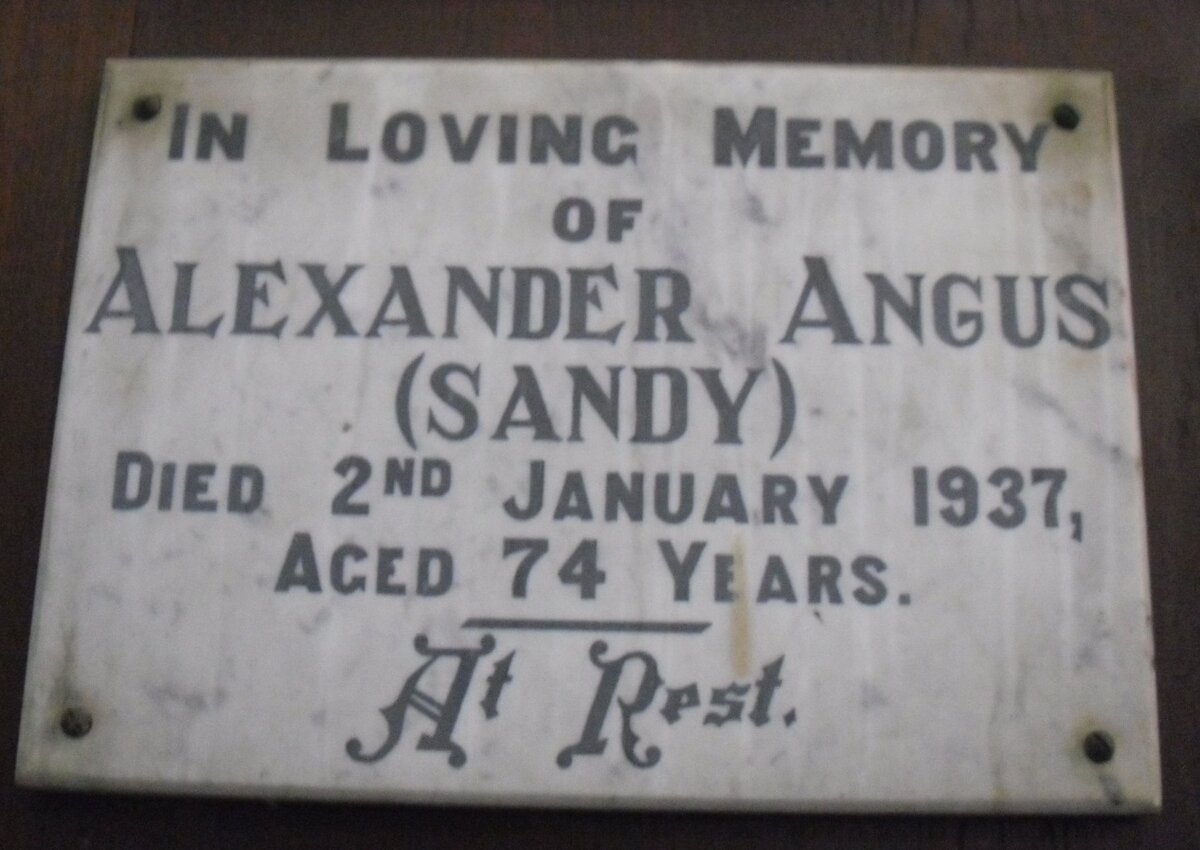 IN LOVING MEMORY
OF
ALEXANDER ANGUS
(SANDY)
DIED 2ND JANUARY 1937,
AGED 74 YEARS.
At Rest.